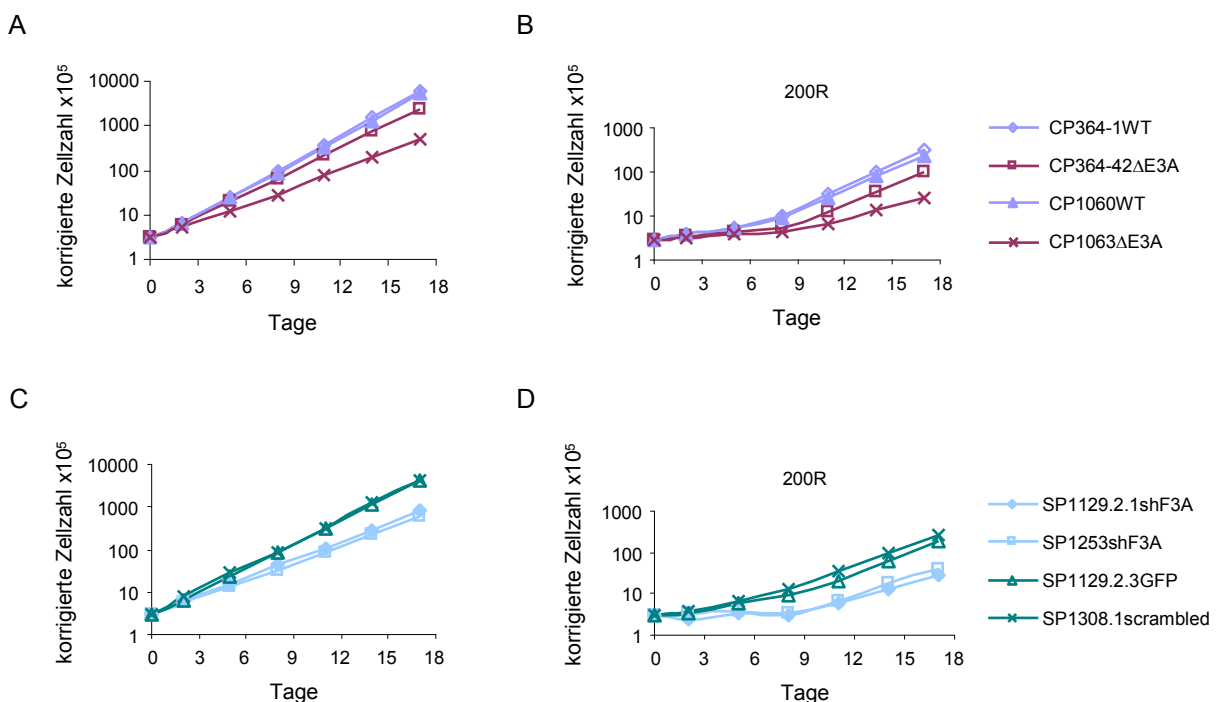 A
korrigierte Zellzahl x10⁵
10000
1000
100
10
1
0 3 6 9 12 15 18
Tage
B
korrigierte Zellzahl x10⁵
200R
1000
100
10
1
0 3 6 9 12 15 18
Tage
CP364-1WT
CP364-42ΔE3A
CP1060WT
CP1063ΔE3A
C
korrigierte Zellzahl x10⁵
10000
1000
100
10
1
0 3 6 9 12 15 18
Tage
D
korrigierte Zellzahl x10⁵
200R
1000
100
10
1
0 3 6 9 12 15 18
Tage
SP1129.2.1shF3A
SP1253shF3A
SP1129.2.3GFP
SP1308.1scrambled